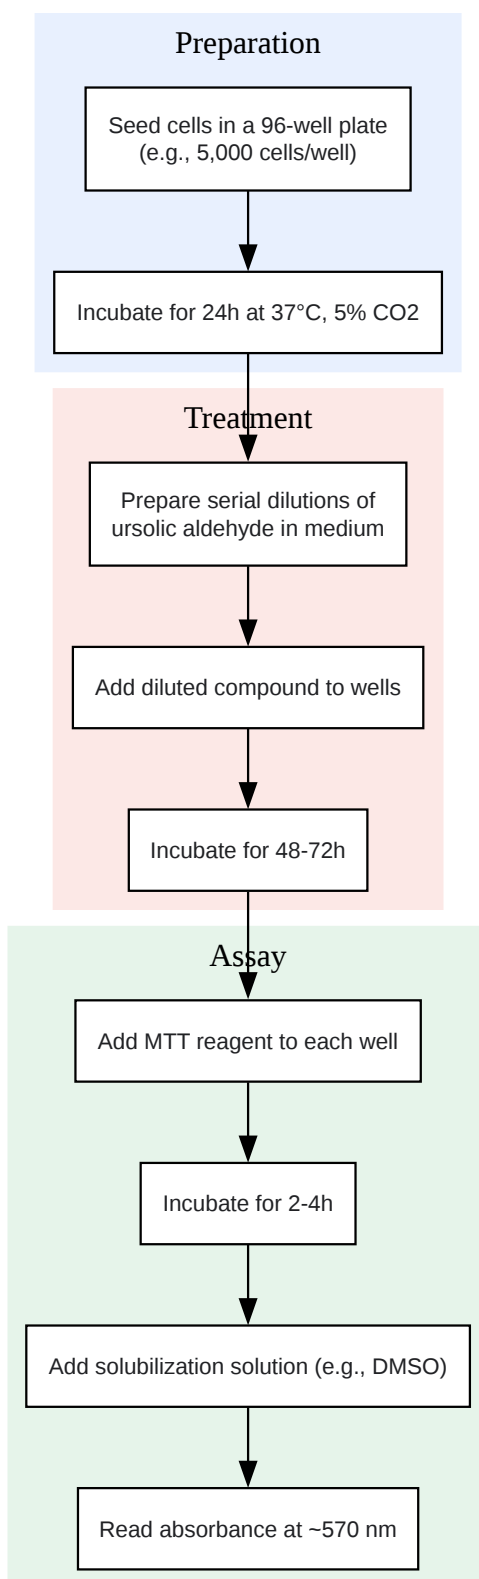 Preparation
Seed cells in a 96-well plate
(e.g., 5,000 cells/well)
Incubate for 24h at 37°C, 5% CO2
Treatment
Prepare serial dilutions of
ursolic aldehyde in medium
Add diluted compound to wells
Incubate for 48-72h
Assay
Add MTT reagent to each well
Incubate for 2-4h
Add solubilization solution (e.g., DMSO)
Read absorbance at ~570 nm